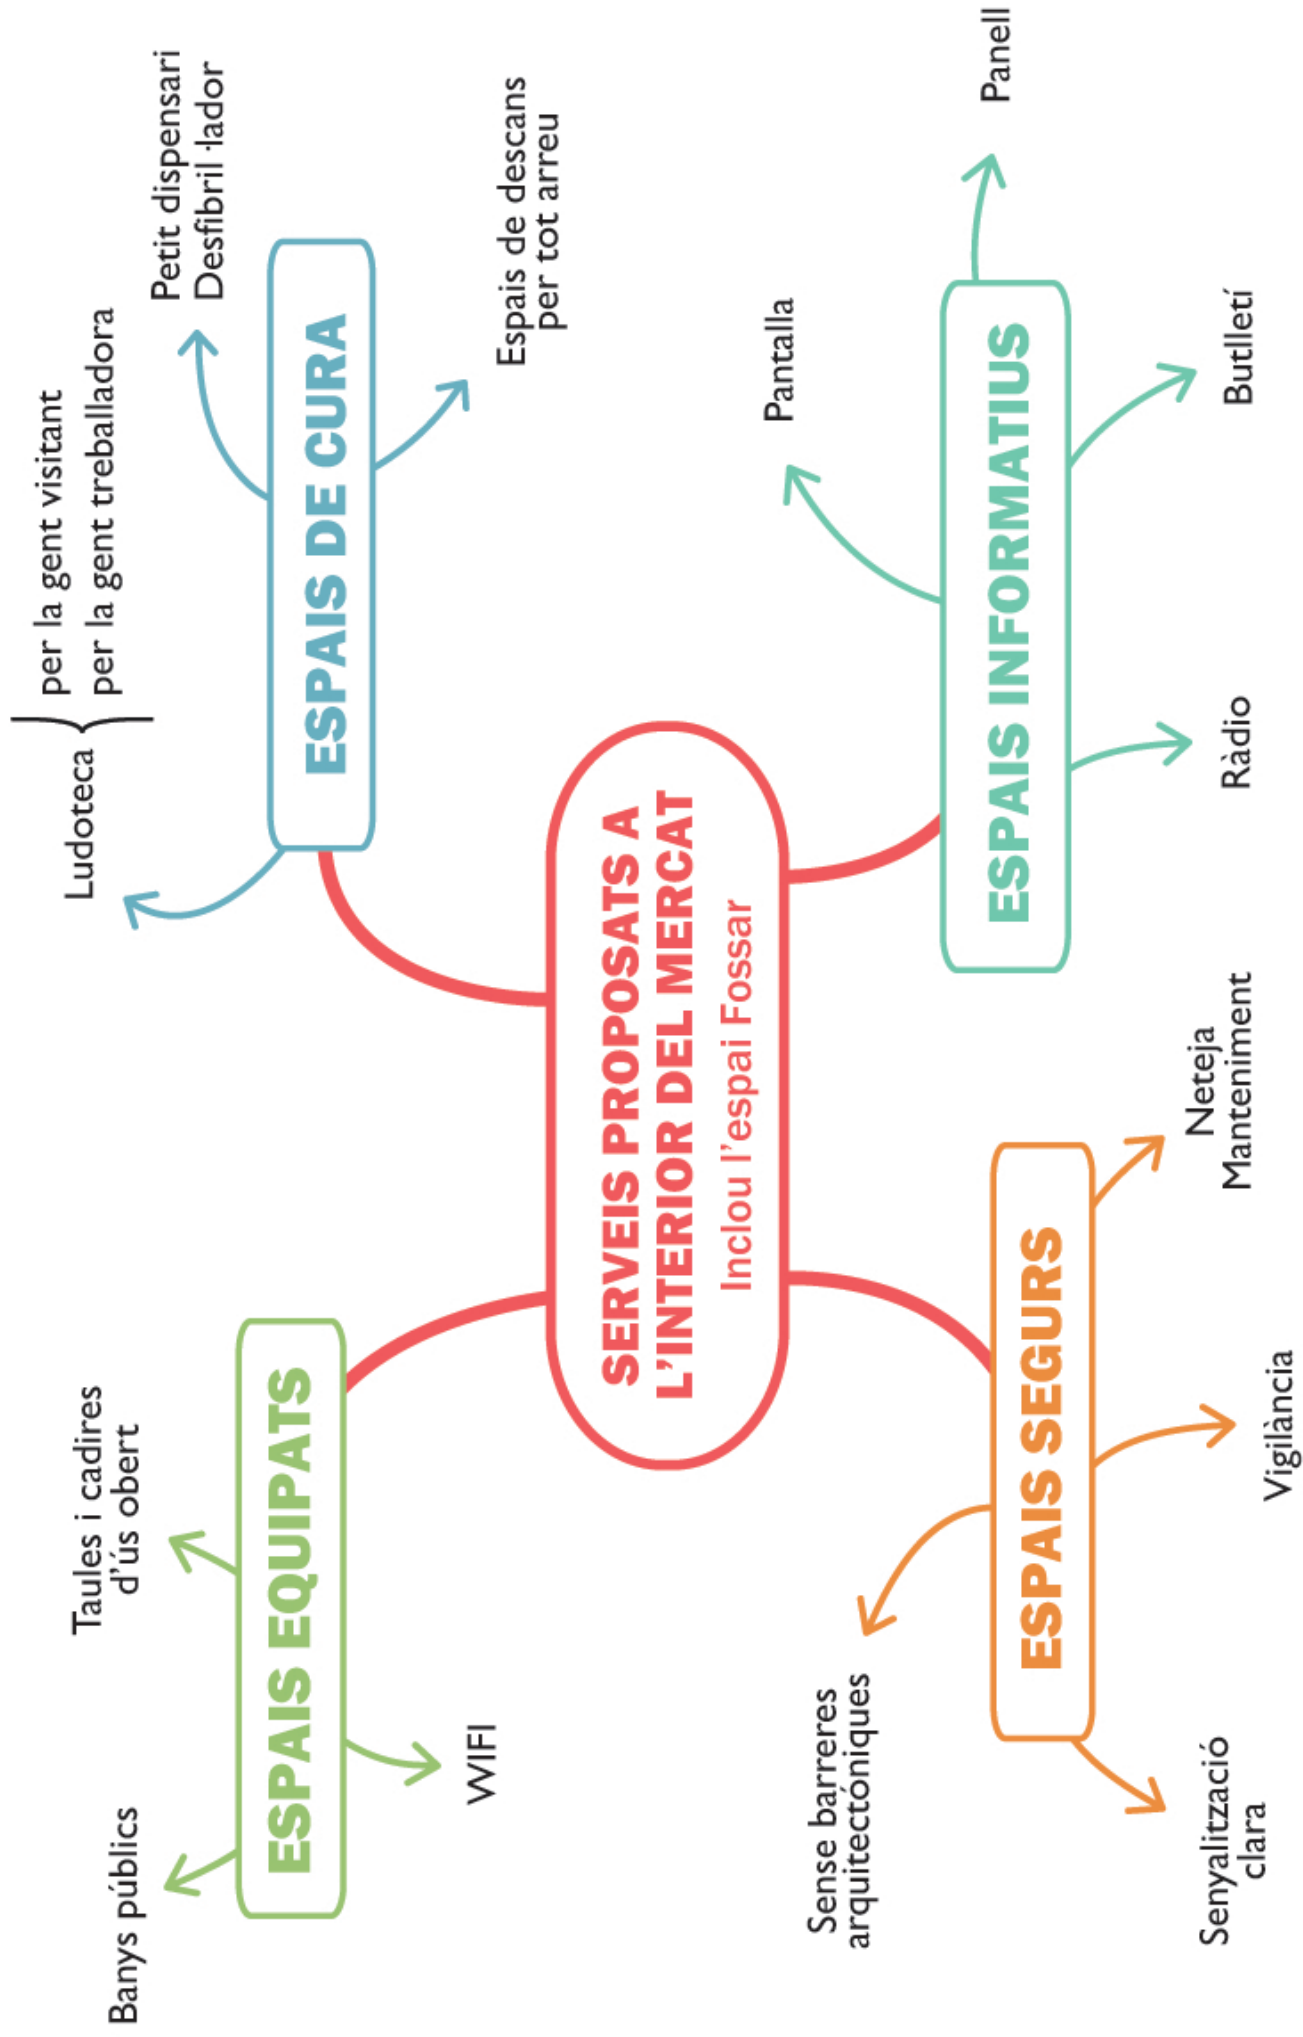 Banys públics
Taules i cadires
d'ús obert
ESPAIS EQUIPATS
WIFI
Ludoteca
per la gent visitant
per la gent treballadora
Petit dispensari
Desfibril·lador
ESPAIS DE CURA
Espais de descans
per tot arreu
SERVEIS PROPOSATS A
L'INTERIOR DEL MERCAT
Inclou l'espai Fossar
Sense barreres
arquitectóniques
ESPAIS SEGURS
Senyalització
clara
Vigilància
Neteja
Manteniment
Pantalla
Panell
ESPAIS INFORMATIUS
Ràdio
Butlletí